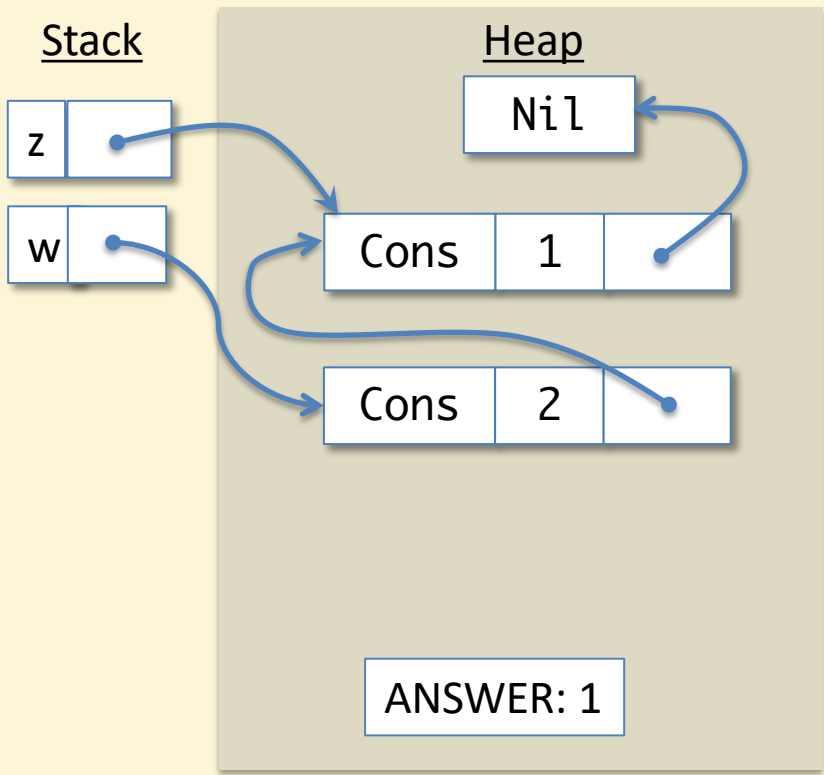 Stack
Heap
Nil
z
w
Cons 1
Cons 2
ANSWER: 1